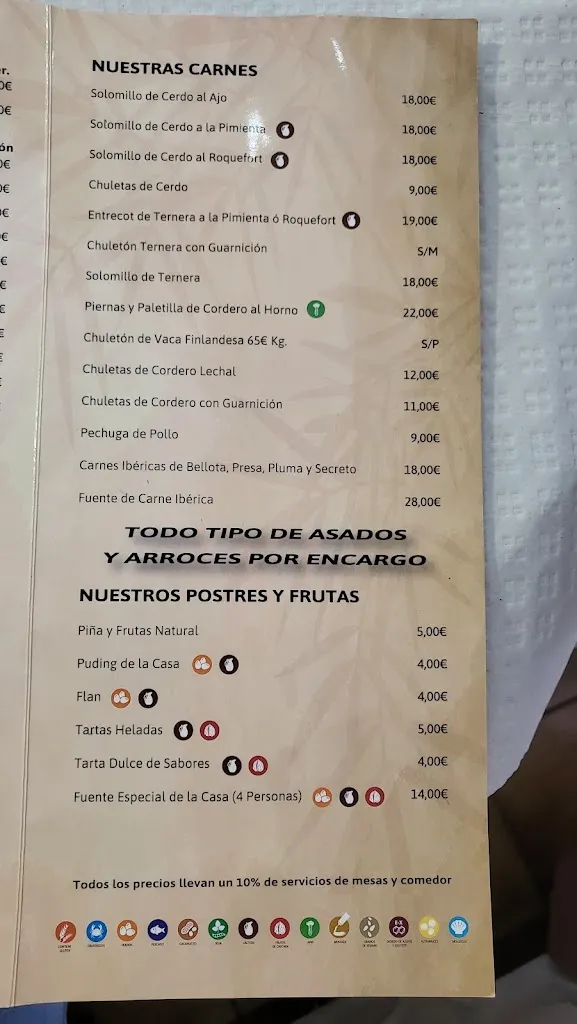 NUESTRAS CARNES
Solomillo de Cerdo al Ajo 18,00€
Solomillo de Cerdo a la Pimienta 18,00€
Solomillo de Cerdo al Roquefort 18,00€
Chuletas de Cerdo 9,00€
Entrecot de Ternera a la Pimienta ó Roquefort 19,00€
Chuletón Ternera con Guarnición S/M
Solomillo de Ternera 18,00€
Piernas y Paletilla de Cordero al Horno 22,00€
Chuletón de Vaca Finlandesa 65€ Kg. S/P
Chuletas de Cordero Lechal 12,00€
Chuletas de Cordero con Guarnición 11,00€
Pechuga de Pollo 9,00€
Carnes Ibéricas de Bellota, Presa, Pluma y Secreto 18,00€
Fuente de Carne Ibérica 28,00€
TODO TIPO DE ASADOS
Y ARROCES POR ENCARGO
NUESTROS POSTRES Y FRUTAS
Piña y Frutas Natural 5,00€
Puding de la Casa 4,00€
Flan 4,00€
Tartas Heladas 5,00€
Tarta Dulce de Sabores 4,00€
Fuente Especial de la Casa (4 Personas) 14,00€
Todos los precios llevan un 10% de servicios de mesas y comedor